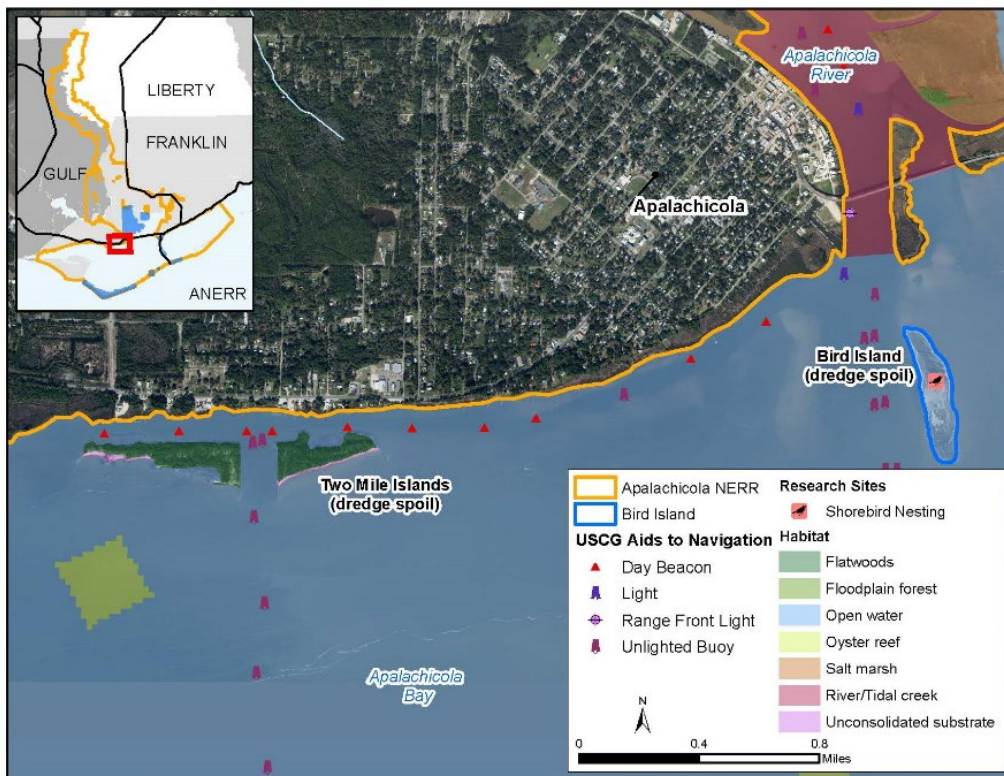 LIBERTY
FRANKLIN
GULF
ANERR
Apalachicola
River
Apalachicola
Bird Island
(dredge spoil)
Two Mile Islands
(dredge spoil)
Apalachicola
Bay
Apalachicola NERR
Bird Island
USCG Aids to Navigation
Day Beacon
Light
Range Front Light
Unlighted Buoy
Research Sites
Shorebird Nesting
Habitat
Flatwoods
Floodplain forest
Open water
Oyster reef
Salt marsh
River/Tidal creek
Unconsolidated substrate
N
0 0.4 0.8
Miles